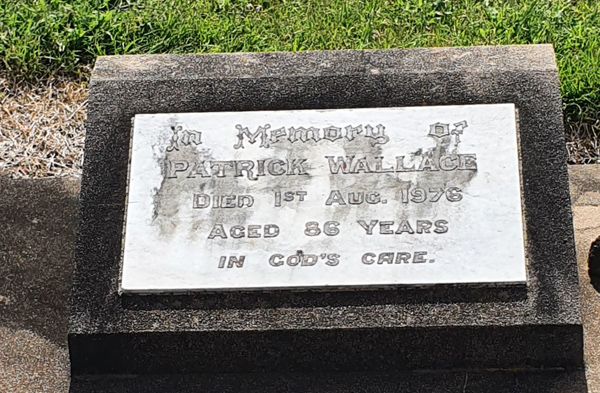 In Memory of
PATRICK WALLACE
DIED 1ST AUG. 1976
AGED 86 YEARS
IN GOD'S CARE.